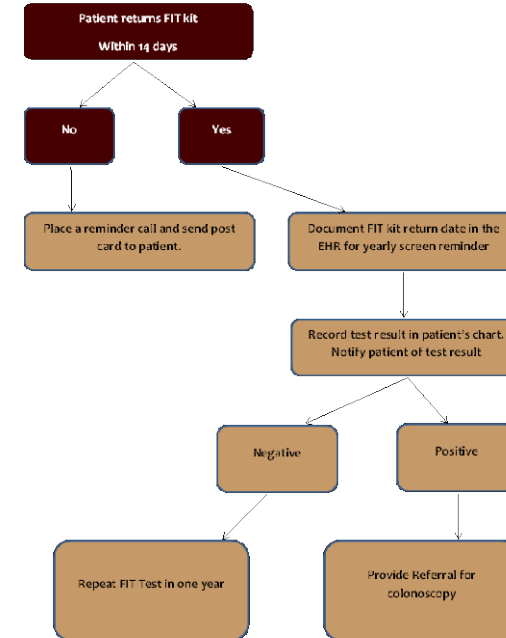 Patient returns FIT kit
Within 14 days
No
Yes
Place a reminder call and send post
card to patient.
Document FIT kit return date in the
EHR for yearly screen reminder
Record test result in patient's chart.
Notify patient of test result
Negative
Positive
Repeat FIT Test in one year
Provide Referral for
colonoscopy